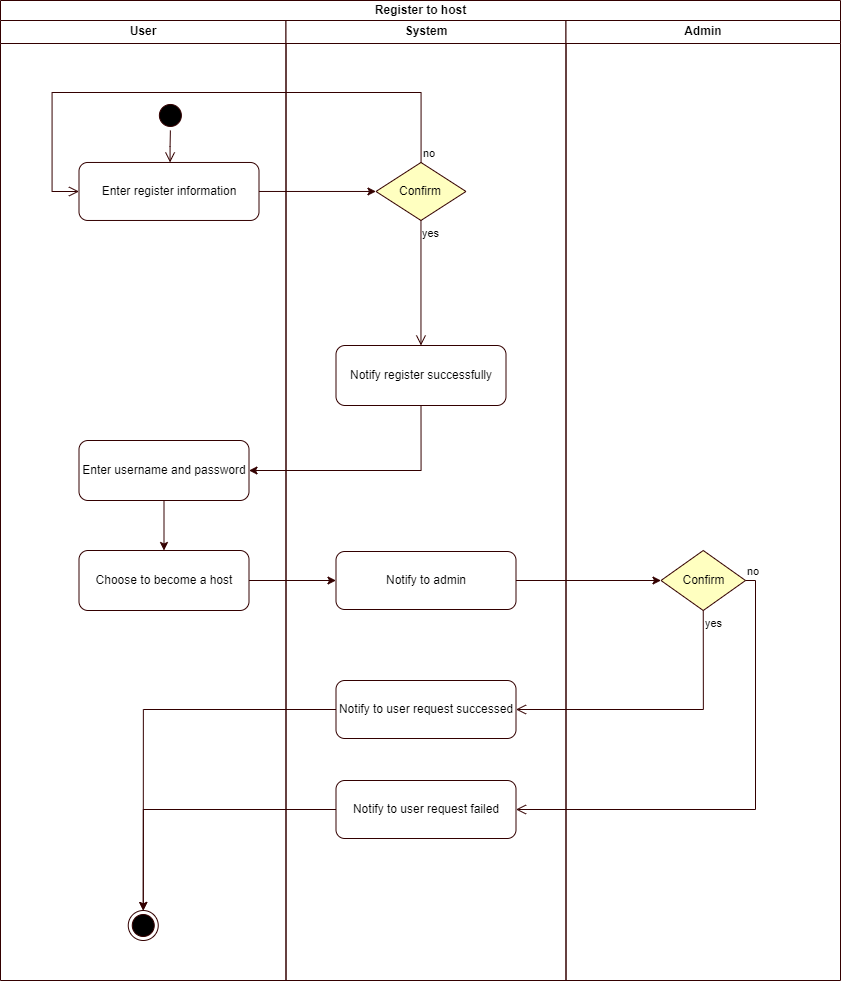 Register to host
User
System
Admin
no
Enter register information
Confirm
yes
Notify register successfully
Enter username and password
Choose to become a host
Notify to admin
Confirm
no
yes
Notify to user request successed
Notify to user request failed